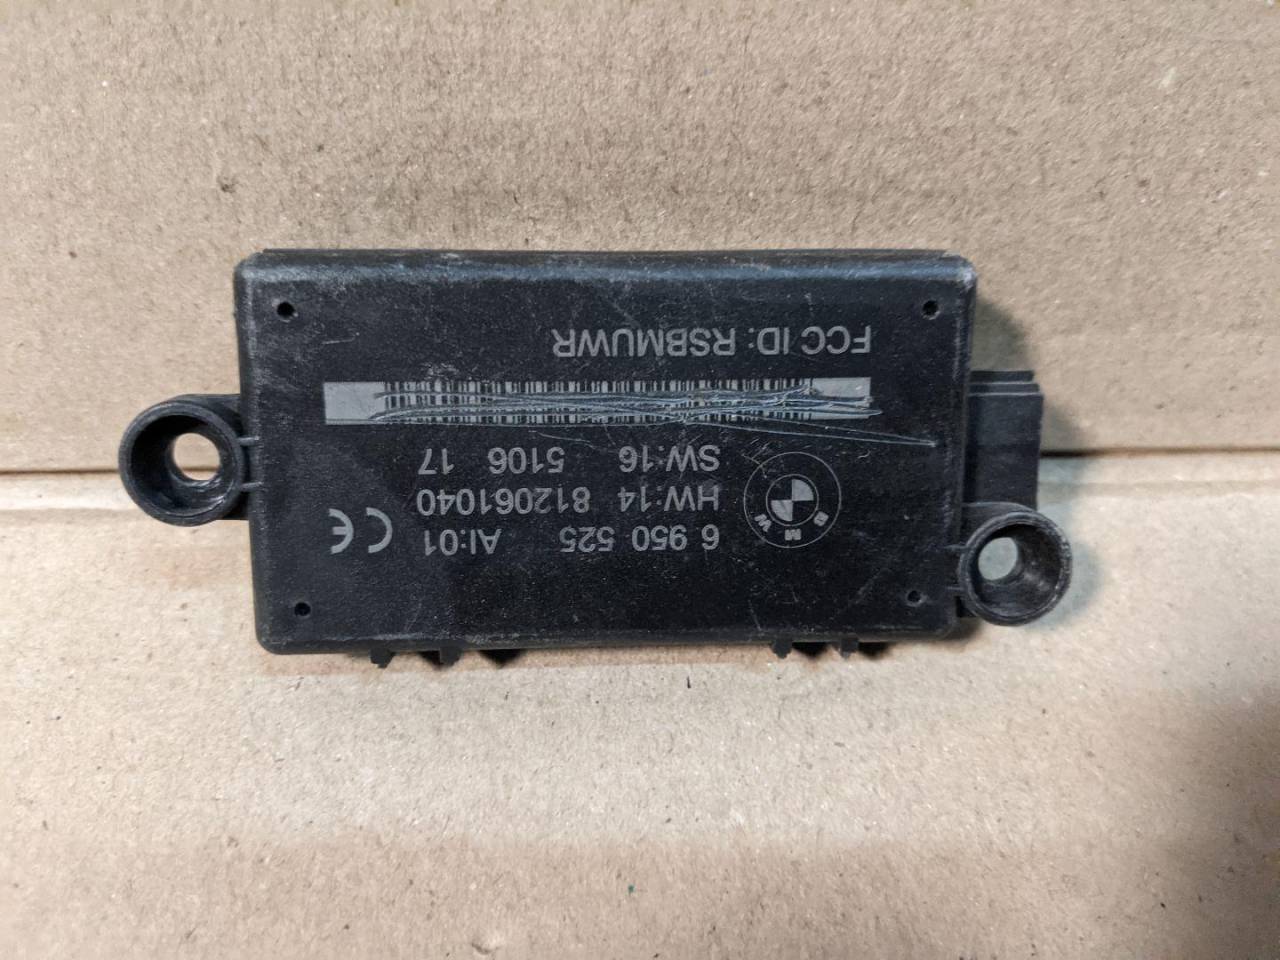 6 950 525 AI:01
HW:14 812061040
SW:16 5106 17
FCC ID: RSBMUWR
BMW
CE